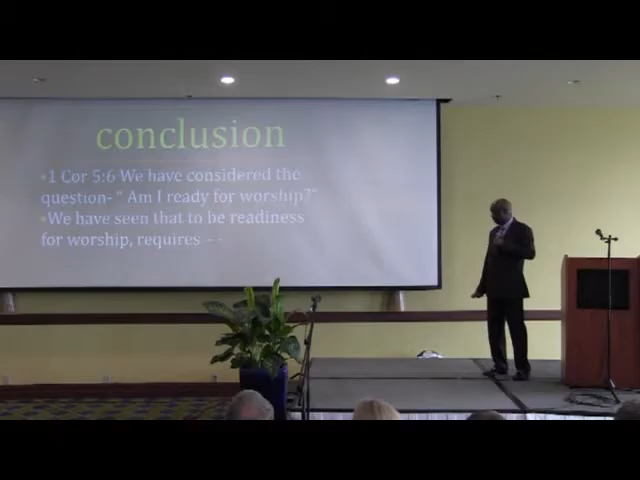 conclusion
•1 Cor 5:6 We have considered the
question- “ Am I ready for worship?”
•We have seen that to be readiness
for worship, requires – -